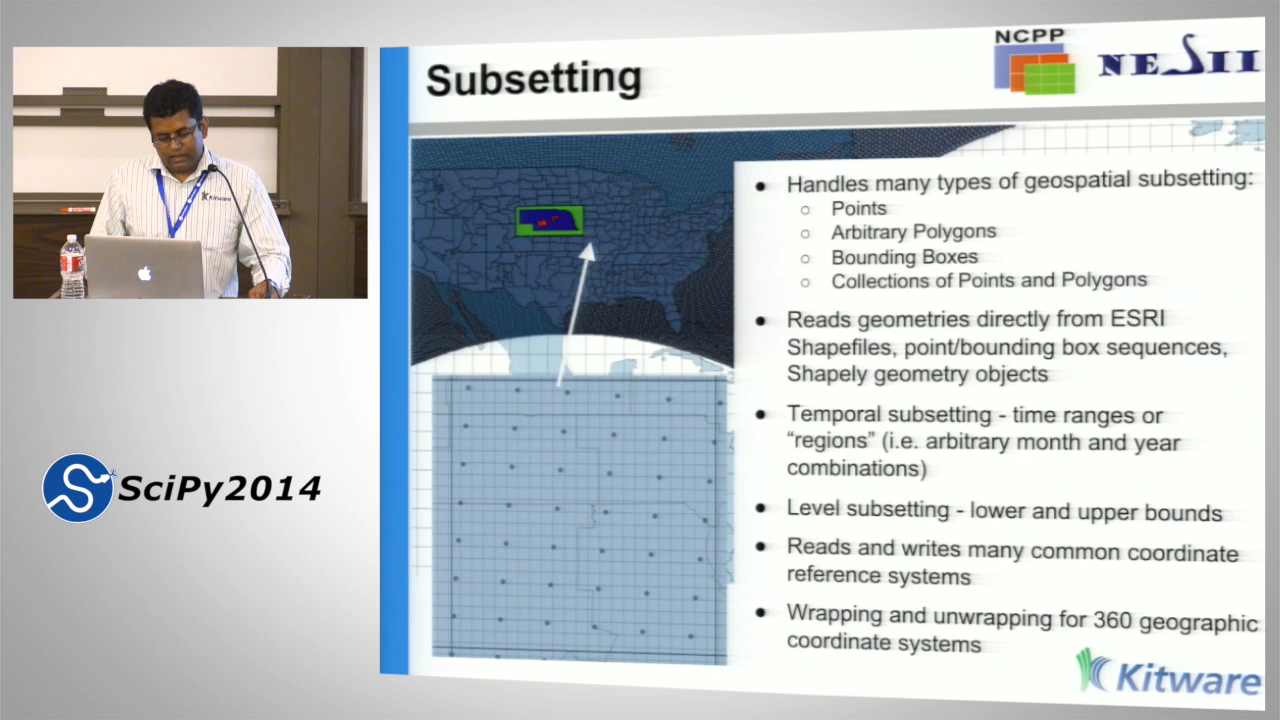 Subsetting
NCPP
NESII
Kitware
SciPy2014
● Handles many types of geospatial subsetting:
○ Points
○ Arbitrary Polygons
○ Bounding Boxes
○ Collections of Points and Polygons
● Reads geometries directly from ESRI
Shapefiles, point/bounding box sequences,
Shapely geometry objects
● Temporal subsetting - time ranges or
“regions” (i.e. arbitrary month and year
combinations)
● Level subsetting - lower and upper bounds
● Reads and writes many common coordinate
reference systems
● Wrapping and unwrapping for 360 geographic
coordinate systems
Kitware